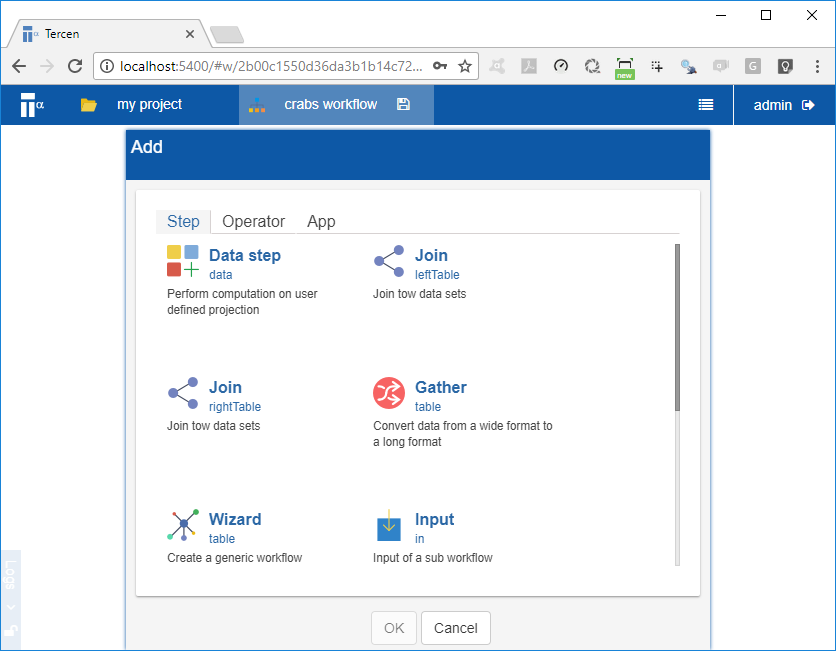 Tercen
localhost:5400/#w/2b00c1550d36da3b1b14c72...
new
G
my project
crabs workflow
admin
Add
Step Operator App
Data step
data
Perform computation on user
defined projection
Join
leftTable
Join tow data sets
Join
rightTable
Join tow data sets
Gather
table
Convert data from a wide format to
a long format
Wizard
table
Create a generic workflow
Input
in
Input of a sub workflow
Logs
OK Cancel